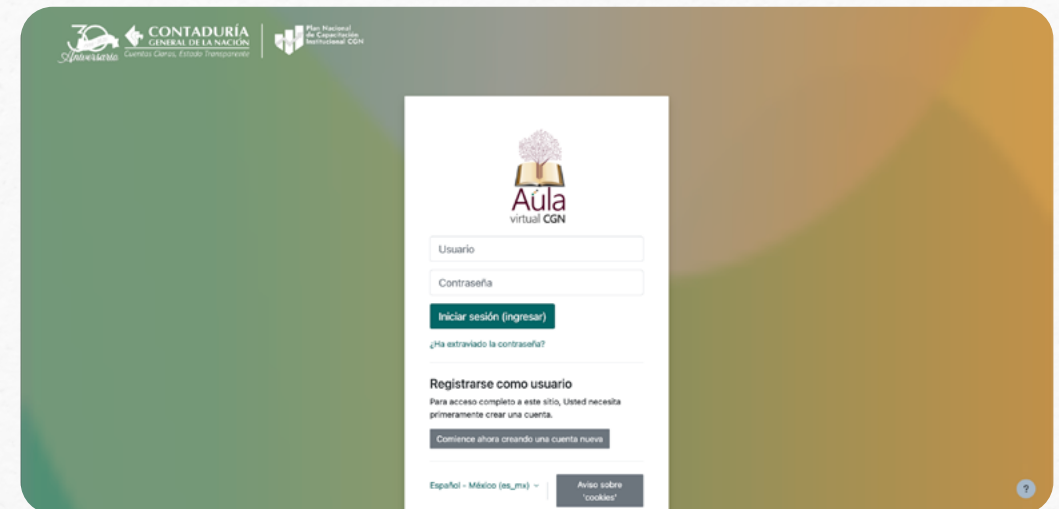 30
Aniversario
CONTADURÍA
GENERAL DE LA NACIÓN
Cuentas Claras, Estado Transparente
Plan Nacional
de Capacitación
Institucional CGN
Aula
virtual CGN
Usuario
Contraseña
Iniciar sesión (ingresar)
¿Ha extraviado la contraseña?
Registrarse como usuario
Para acceso completo a este sitio, Usted necesita
primeramente crear una cuenta.
Comience ahora creando una cuenta nueva
Español - México (es_mx)
Aviso sobre
'cookies'
?